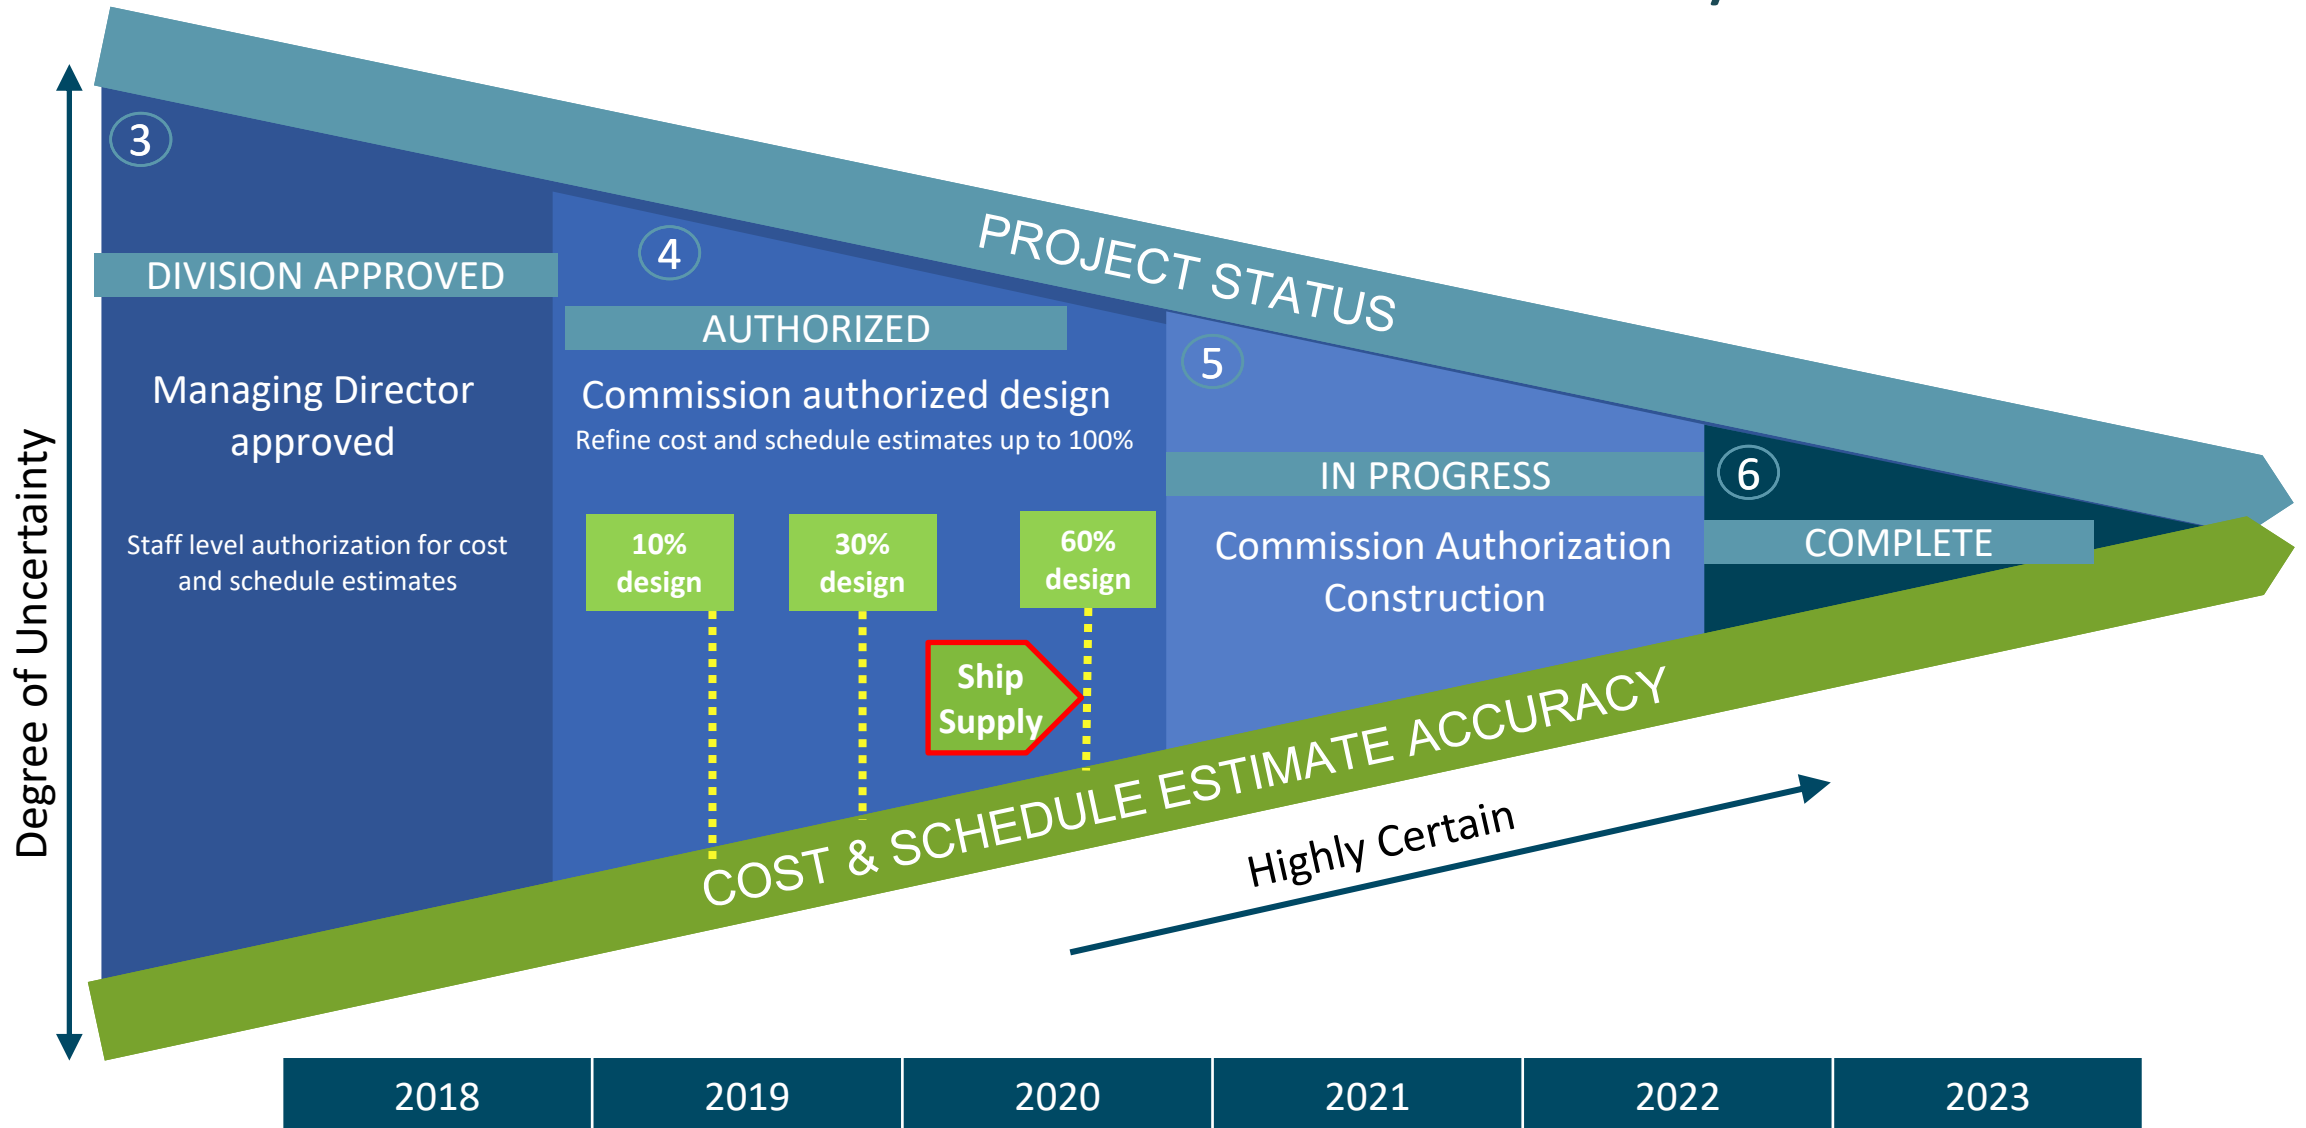 PROJECT STATUS
3
DIVISION APPROVED
Managing Director
approved
Staff level authorization for cost
and schedule estimates
4
AUTHORIZED
Commission authorized design
Refine cost and schedule estimates up to 100%
10%
design
30%
design
60%
design
Ship
Supply
5
IN PROGRESS
Commission Authorization
Construction
6
COMPLETE
COST & SCHEDULE ESTIMATE ACCURACY
Highly Certain
Degree of Uncertainty
2018
2019
2020
2021
2022
2023